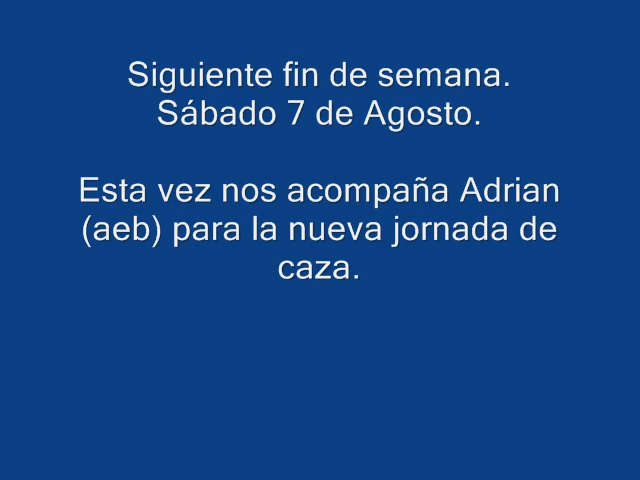 Siguiente fin de semana.
Sábado 7 de Agosto.
Esta vez nos acompaña Adrian
(aeb) para la nueva jornada de
caza.